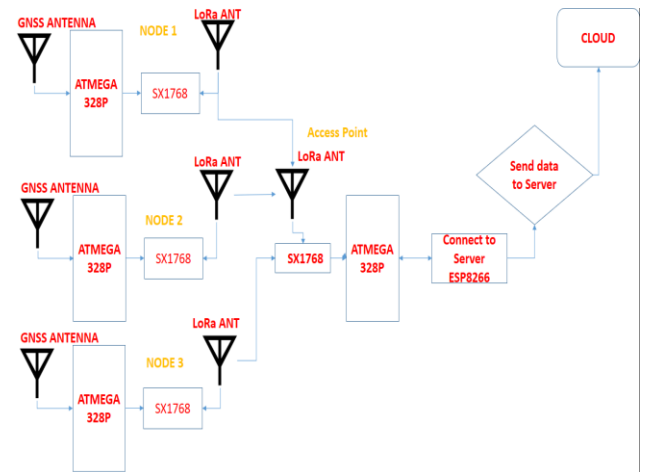 GNSS ANTENNA
NODE 1
LoRa ANT
ATMEGA
328P
SX1768
CLOUD
Access Point
LoRa ANT
Send data
to Server
GNSS ANTENNA
LoRa ANT
NODE 2
ATMEGA
328P
SX1768
SX1768
ATMEGA
328P
Connect to
Server
ESP8266
GNSS ANTENNA
LoRa ANT
NODE 3
ATMEGA
328P
SX1768